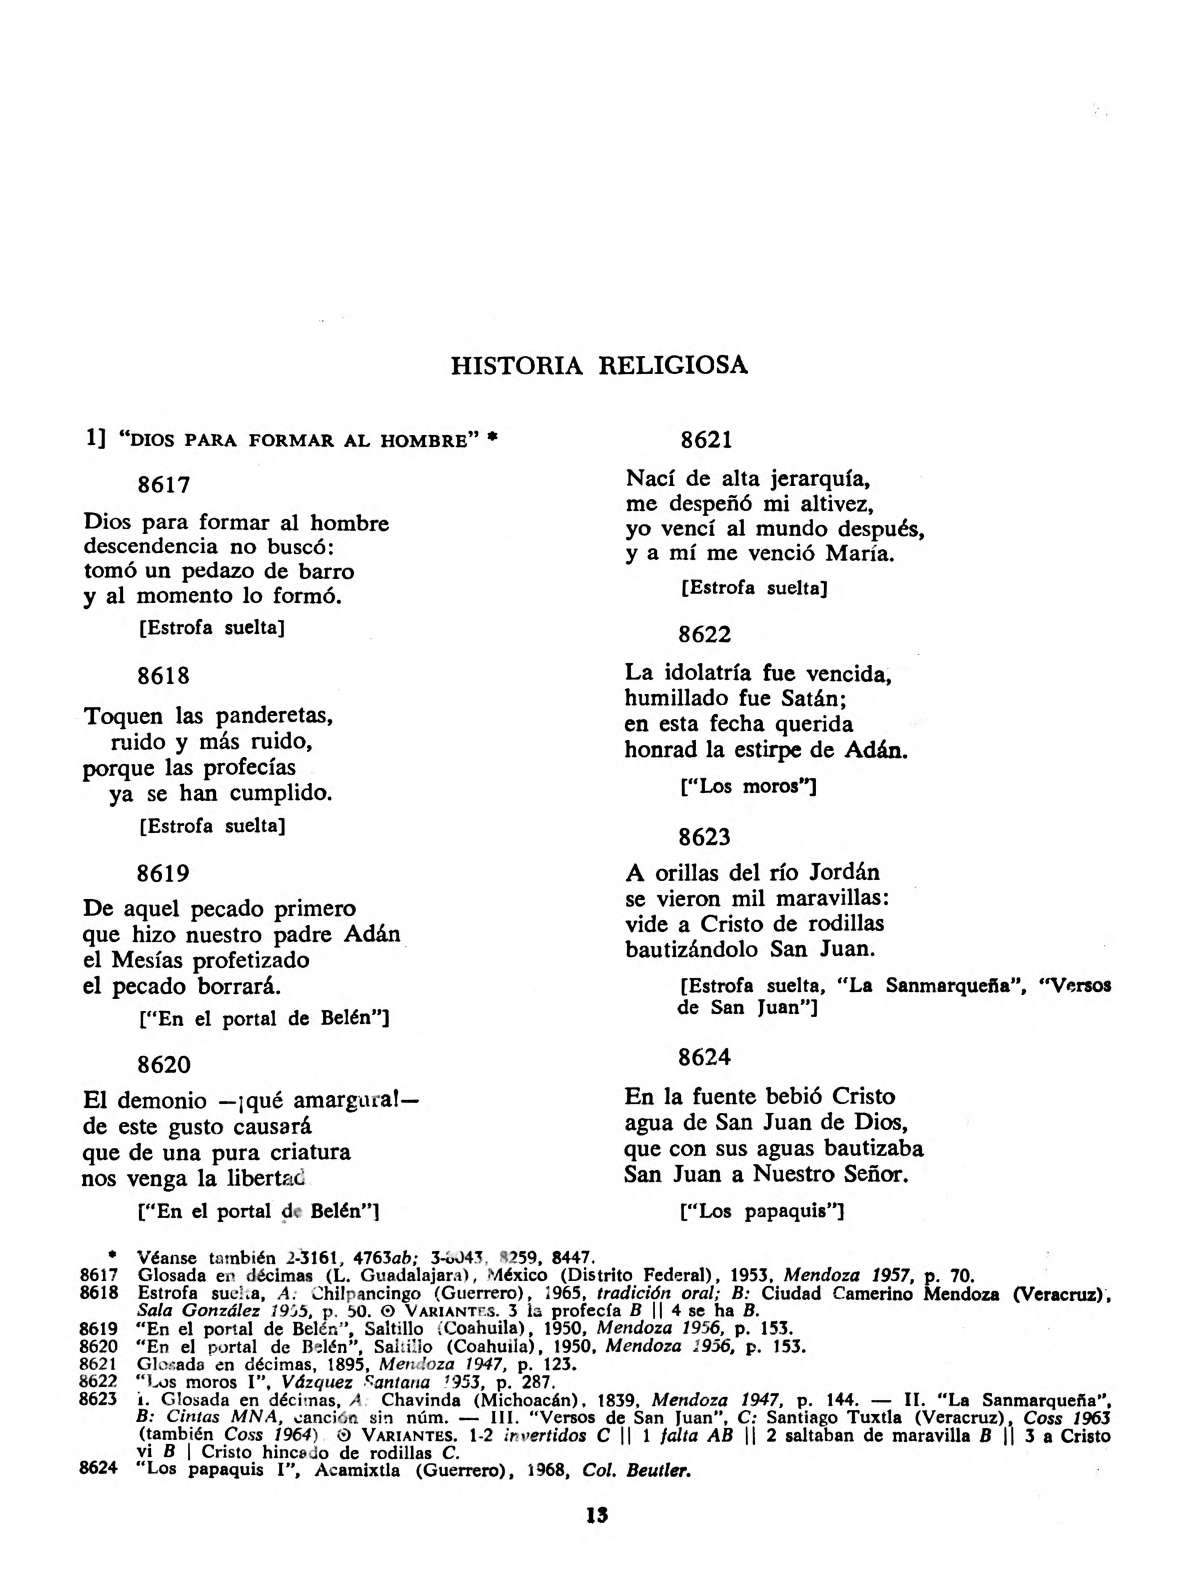 HISTORIA RELIGIOSA
1] “DIOS PARA FORMAR AL HOMBRE” *
8617
Dios para formar al hombre
descendencia no buscó:
tomó un pedazo de barro
y al momento lo formó.
[Estrofa suelta]
8618
Toquen las panderetas,
ruido y más ruido,
porque las profecías
ya se han cumplido.
[Estrofa suelta]
8619
De aquel pecado primero
que hizo nuestro padre Adán
el Mesías profetizado
el pecado borrará.
[“En el portal de Belén”]
8620
El demonio —¡qué amargura!—
de este gusto causará
que de una pura criatura
nos venga la libertad
[“En el portal de Belén”]
8621
Nací de alta jerarquía,
me despeñó mi altivez,
yo vencí al mundo después,
y a mí me venció María.
[Estrofa suelta]
8622
La idolatría fue vencida,
humillado fue Satán;
en esta fecha querida
honrad la estirpe de Adán.
[“Los moros”]
8623
A orillas del río Jordán
se vieron mil maravillas:
vide a Cristo de rodillas
bautizándolo San Juan.
[Estrofa suelta, “La Sanmarqueña”, “Versos
de San Juan”]
8624
En la fuente bebió Cristo
agua de San Juan de Dios,
que con sus aguas bautizaba
San Juan a Nuestro Señor.
[“Los papaquis”]
* Véanse también 2-3161, 4763ab; 8259, 8447.
8617 Glosada en décimas (L. Guadalajara), México (Distrito Federal), 1953, Mendoza 1957, p. 70.
8618 Estrofa suelta, A: Chilpancingo (Guerrero), 1965, tradición oral; B: Ciudad Camerino Mendoza (Veracruz),
Sala González p. 50. ⊙ VARIANTES. 3 la profecía B || 4 se ha B.
8619 “En el portal de Belén”, Saltillo (Coahuila), 1950, Mendoza 1956, p. 153.
8620 “En el portal de Belén”, Saltillo (Coahuila), 1950, Mendoza 1956, p. 153.
8621 Glosada en décimas, 1895, Mendoza 1947, p. 123.
8622 “Los moros I”, Vázquez Santana 1953, p. 287.
8623 I. Glosada en décimas, A: Chavinda (Michoacán), 1839, Mendoza 1947, p. 144. — II. “La Sanmarqueña”,
B: Cintas MNA, canción sin núm. — III. “Versos de San Juan”, C: Santiago Tuxtla (Veracruz), Coss 1963
(también Coss 1964) ⊙ VARIANTES. 1-2 invertidos C || 1 falta AB || 2 saltaban de maravilla B || 3 a Cristo
vi B | Cristo hincado de rodillas C.
8624 “Los papaquis I”, Acamixtla (Guerrero), 1968, Col. Beutler.
13